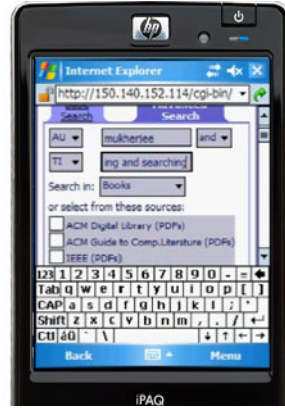 hp
Internet Explorer
http://150.140.152.114/cgi-bin/
Search
Advanced
Search
AU mukherjee and
TI ing and searching
Search in: Books
or select from these sources:
ACM Digital Library (PDFs)
ACM Guide to Comp.Literature (PDFs)
IEEE (PDFs)
123 1 2 3 4 5 6 7 8 9 0 - =
Tab q w e r t y u i o p [ ]
CAP a s d f g h j k l ; '
Shift z x c v b n m , . /
Ctl áü ` \
Back Menu
iPAQ